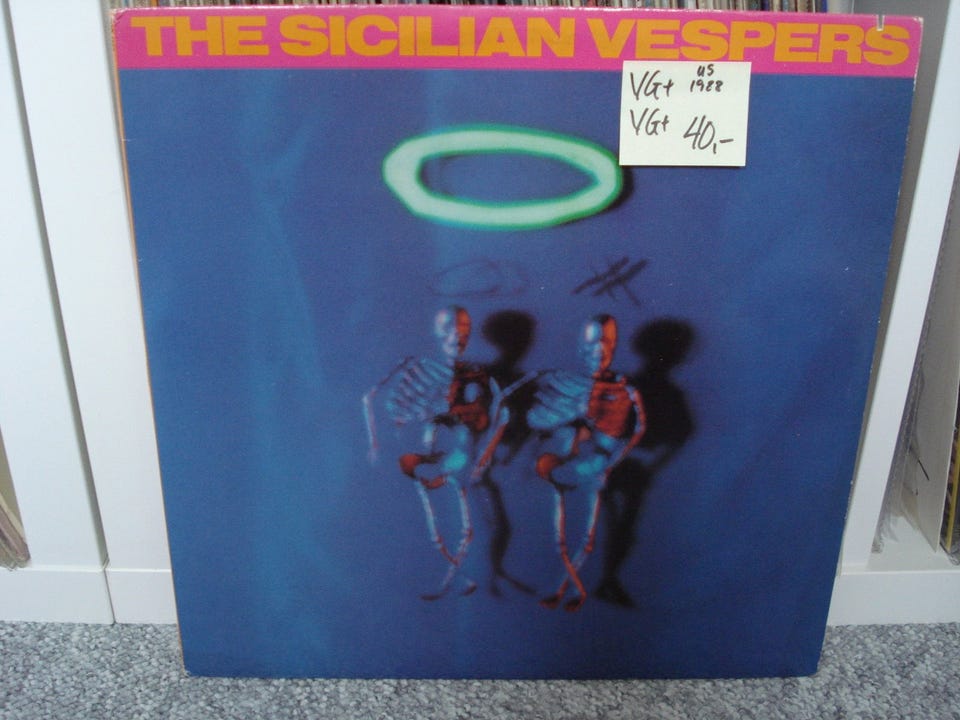 THE SICILIAN VESPERS
VG+ US 1988
VG+ 40,-